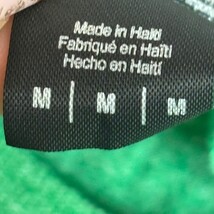 Made in Haiti
Fabriqué en Haïti
Hecho en Haití
M | M | M